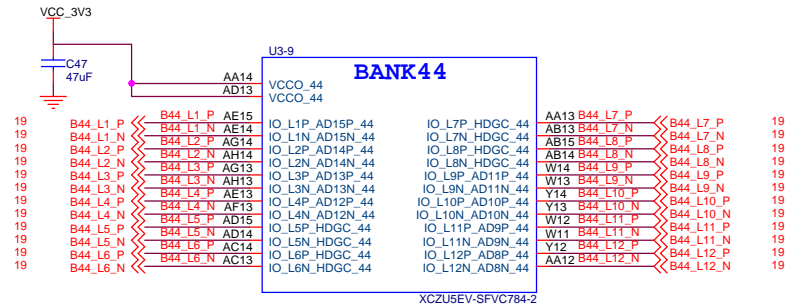 VCC_3V3
C47
47uF
U3-9
BANK44
AA14 VCCO_44
AD13 VCCO_44
19 B44_L1_P B44_L1_P AE15 IO_L1P_AD15P_44 IO_L7P_HDGC_44 AA13 B44_L7_P B44_L7_P 19
19 B44_L1_N B44_L1_N AE14 IO_L1N_AD15N_44 IO_L7N_HDGC_44 AB13 B44_L7_N B44_L7_N 19
19 B44_L2_P B44_L2_P AG14 IO_L2P_AD14P_44 IO_L8P_HDGC_44 AB15 B44_L8_P B44_L8_P 19
19 B44_L2_N B44_L2_N AH14 IO_L2N_AD14N_44 IO_L8N_HDGC_44 AB14 B44_L8_N B44_L8_N 19
19 B44_L3_P B44_L3_P AG13 IO_L3P_AD13P_44 IO_L9P_AD11P_44 W14 B44_L9_P B44_L9_P 19
19 B44_L3_N B44_L3_N AH13 IO_L3N_AD13N_44 IO_L9N_AD11N_44 W13 B44_L9_N B44_L9_N 19
19 B44_L4_P B44_L4_P AE13 IO_L4P_AD12P_44 IO_L10P_AD10P_44 Y14 B44_L10_P B44_L10_P 19
19 B44_L4_N B44_L4_N AF13 IO_L4N_AD12N_44 IO_L10N_AD10N_44 Y13 B44_L10_N B44_L10_N 19
19 B44_L5_P B44_L5_P AD15 IO_L5P_HDGC_44 IO_L11P_AD9P_44 W12 B44_L11_P B44_L11_P 19
19 B44_L5_N B44_L5_N AD14 IO_L5N_HDGC_44 IO_L11N_AD9N_44 W11 B44_L11_N B44_L11_N 19
19 B44_L6_P B44_L6_P AC14 IO_L6P_HDGC_44 IO_L12P_AD8P_44 Y12 B44_L12_P B44_L12_P 19
19 B44_L6_N B44_L6_N AC13 IO_L6N_HDGC_44 IO_L12N_AD8N_44 AA12 B44_L12_N B44_L12_N 19
XCZU5EV-SFVC784-2